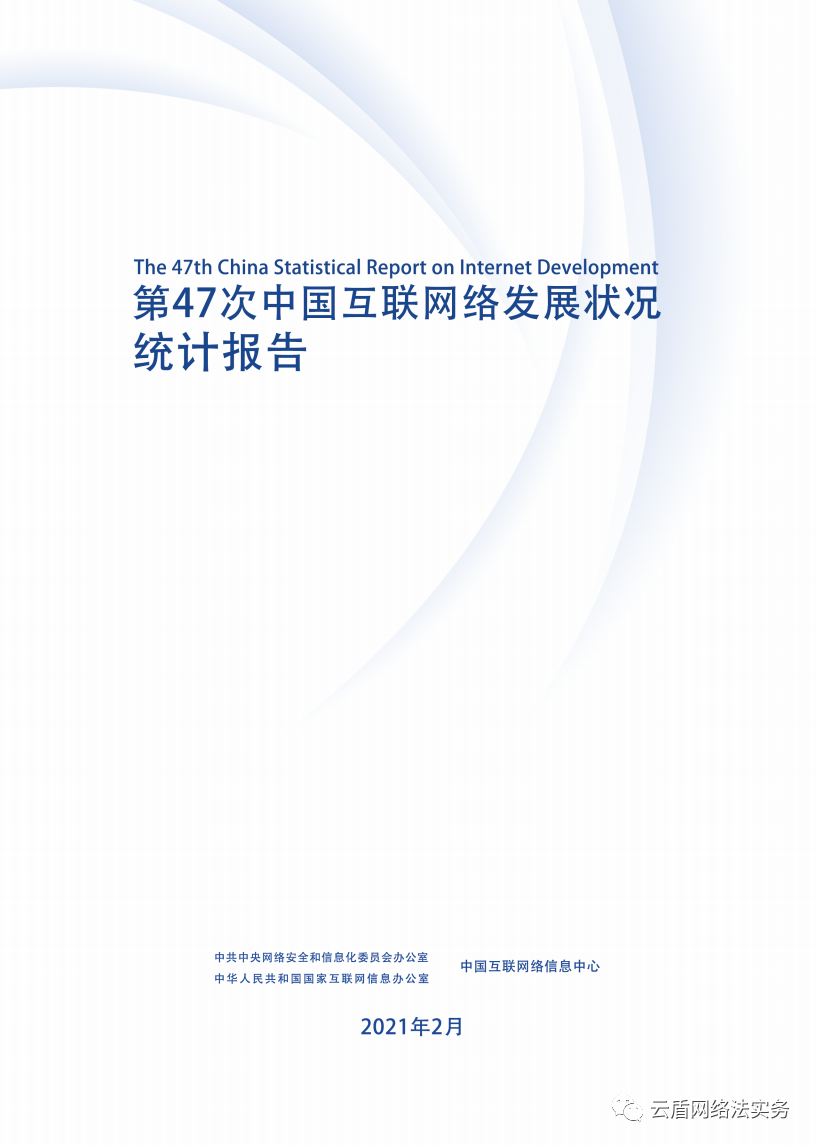 The 47th China Statistical Report on Internet Development
第47次中国互联网络发展状况
统计报告
中共中央网络安全和信息化委员会办公室
中华人民共和国国家互联网信息办公室
中国互联网络信息中心
2021年2月
云盾网络法实务